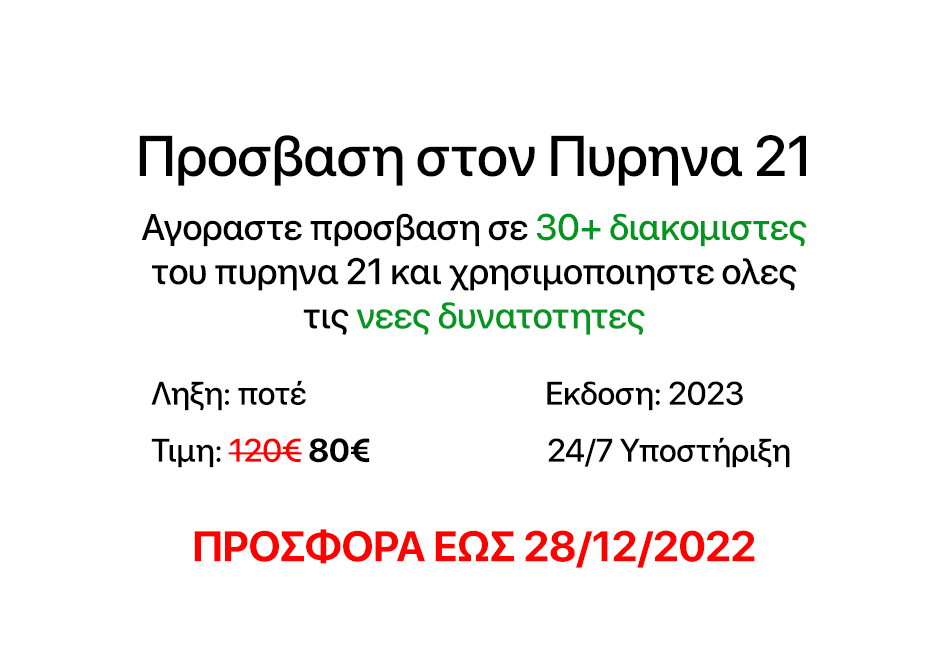 Προσβαση στον Πυρηνα 21
Αγοραστε προσβαση σε 30+ διακομιστες
του πυρηνα 21 και χρησιμοποιηστε ολες
τις νεες δυνατοτητες
Ληξη: ποτέ
Εκδοση: 2023
Τιμη: 120€ 80€
24/7 Υποστήριξη
ΠΡΟΣΦΟΡΑ ΕΩΣ 28/12/2022